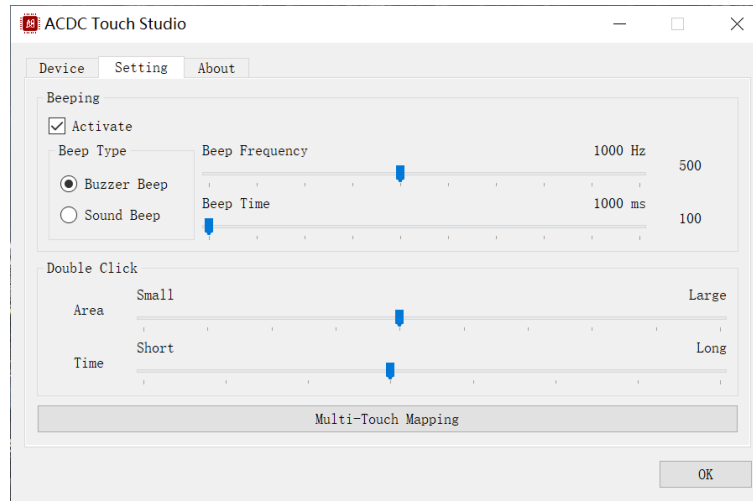 ACDC Touch Studio
Device Setting About
Beeping
Activate
Beep Type
Buzzer Beep
Sound Beep
Beep Frequency 1000 Hz 500
Beep Time 1000 ms 100
Double Click
Area Small Large
Time Short Long
Multi-Touch Mapping
OK